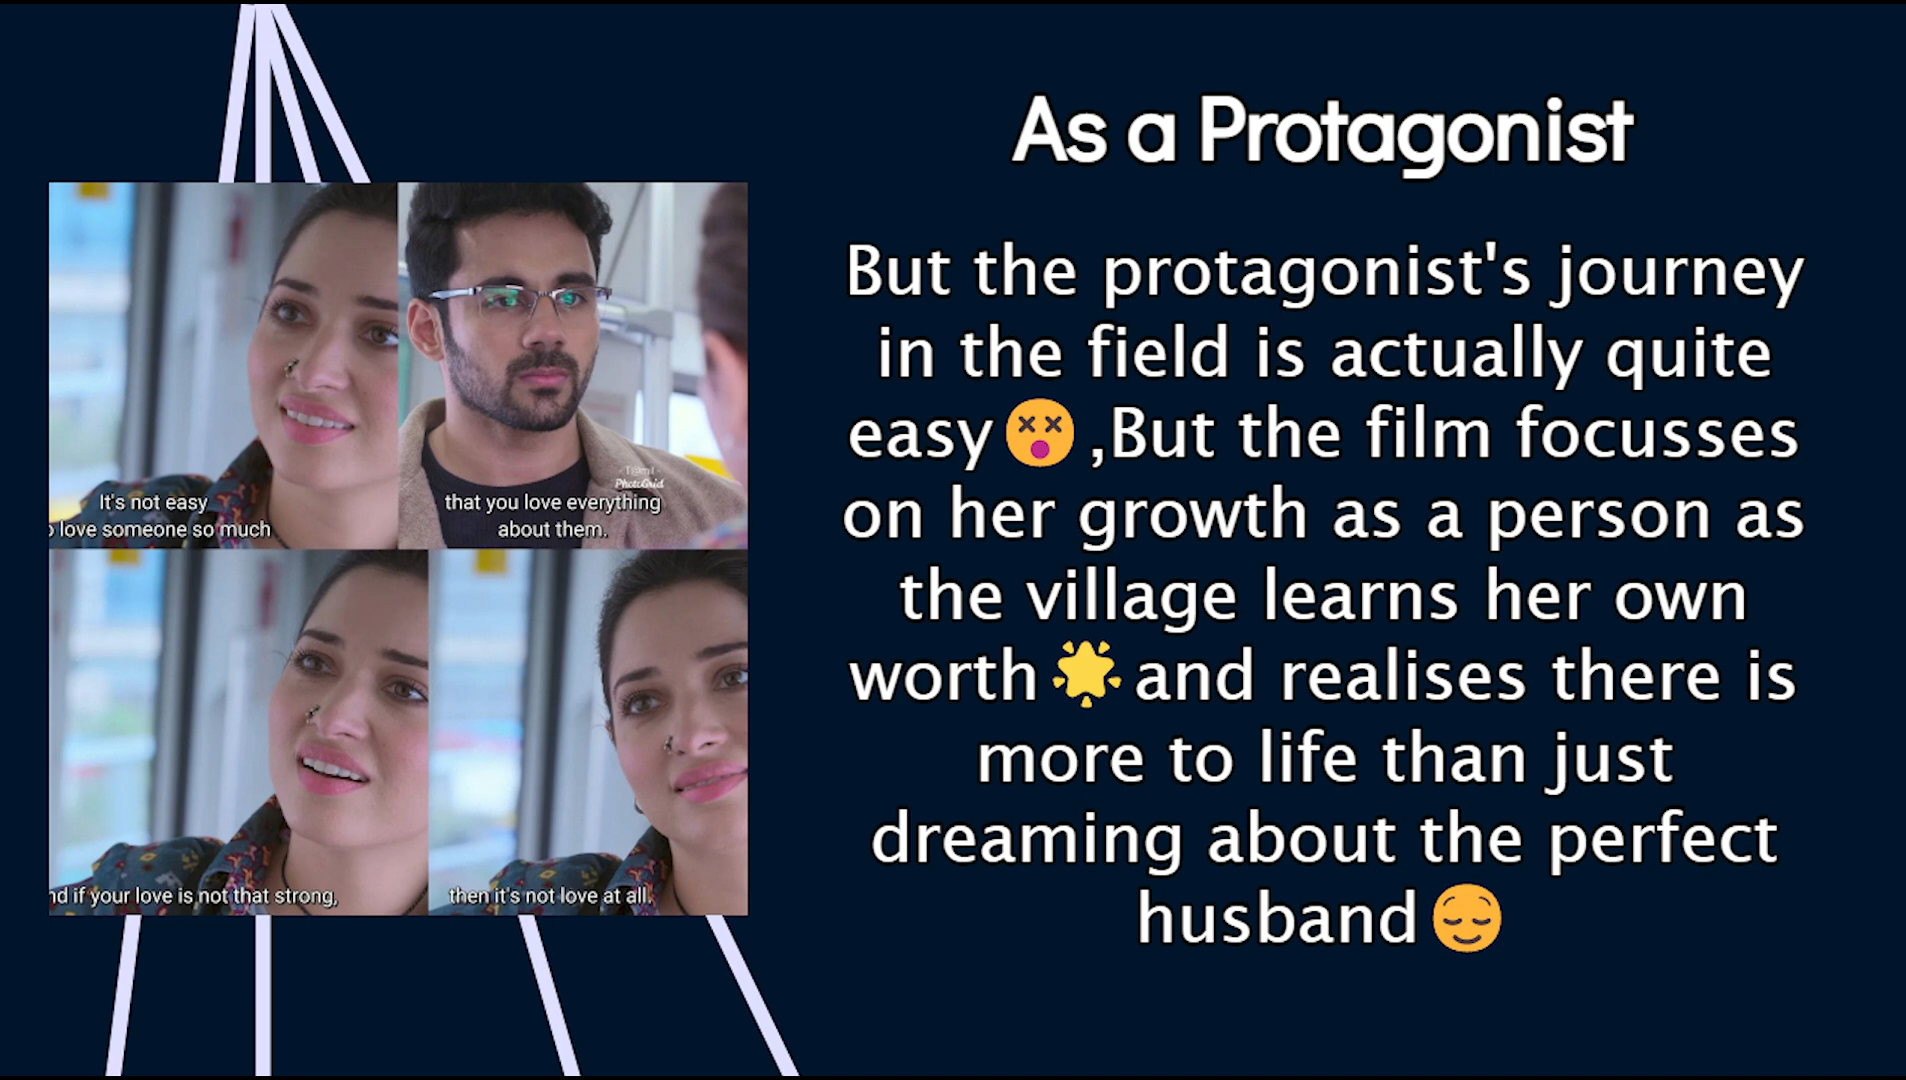 As a Protagonist
But the protagonist's journey
in the field is actually quite
easy😵,But the film focusses
on her growth as a person as
the village learns her own
worth🌟and realises there is
more to life than just
dreaming about the perfect
husband😌
It's not easy
o love someone so much
PhotoGrid
that you love everything
about them.
nd if your love is not that strong,
then it's not love at all.